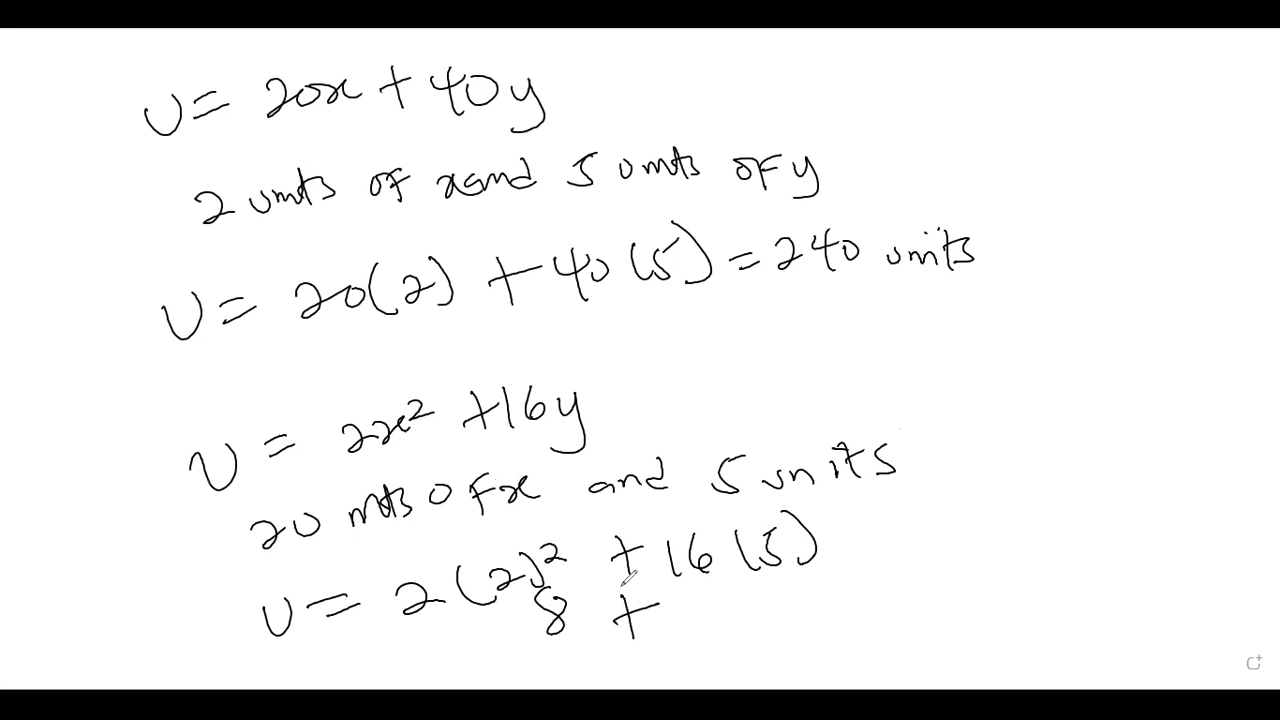 U = 20x + 40y
2 units of x and 5 units of y
U = 20(2) + 40(5) = 240 units
U = 2x² + 16y
2 units of x and 5 units
U = 2(2)² + 16(5)
8 +